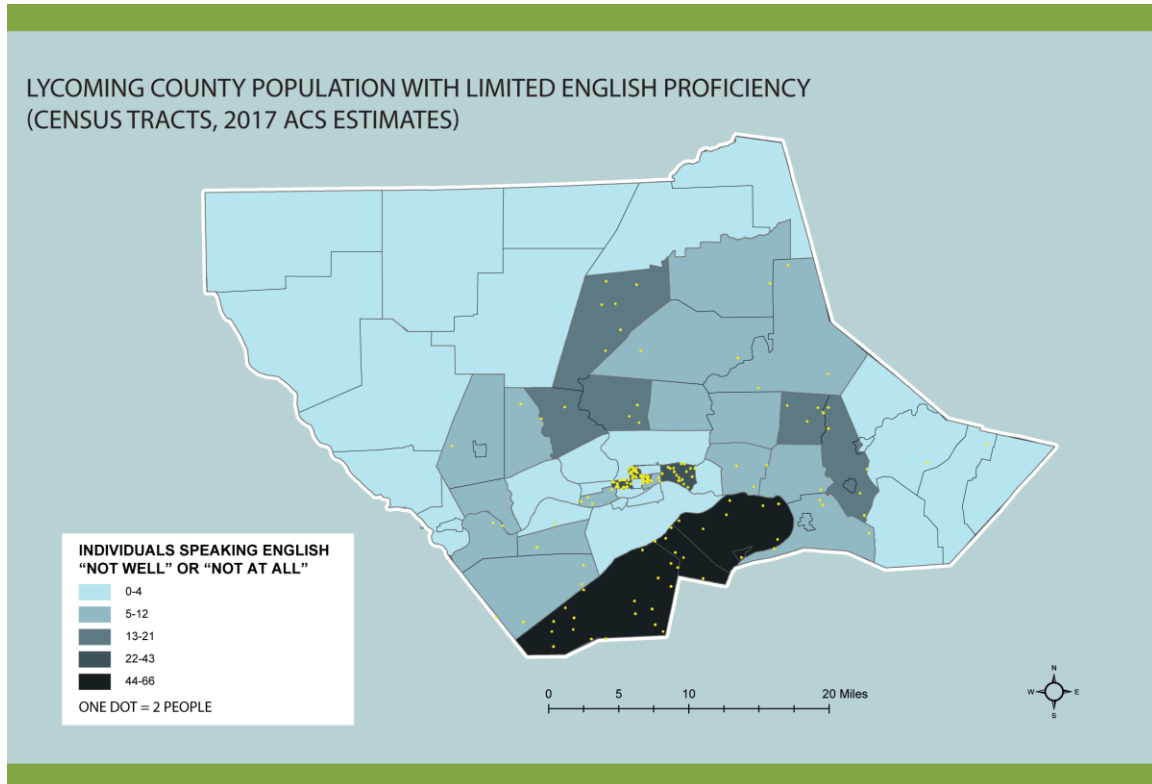 LYCOMING COUNTY POPULATION WITH LIMITED ENGLISH PROFICIENCY
(CENSUS TRACTS, 2017 ACS ESTIMATES)
INDIVIDUALS SPEAKING ENGLISH
“NOT WELL” OR “NOT AT ALL”
0-4
5-12
13-21
22-43
44-66
ONE DOT = 2 PEOPLE
0 5 10 20 Miles
N
W E
S